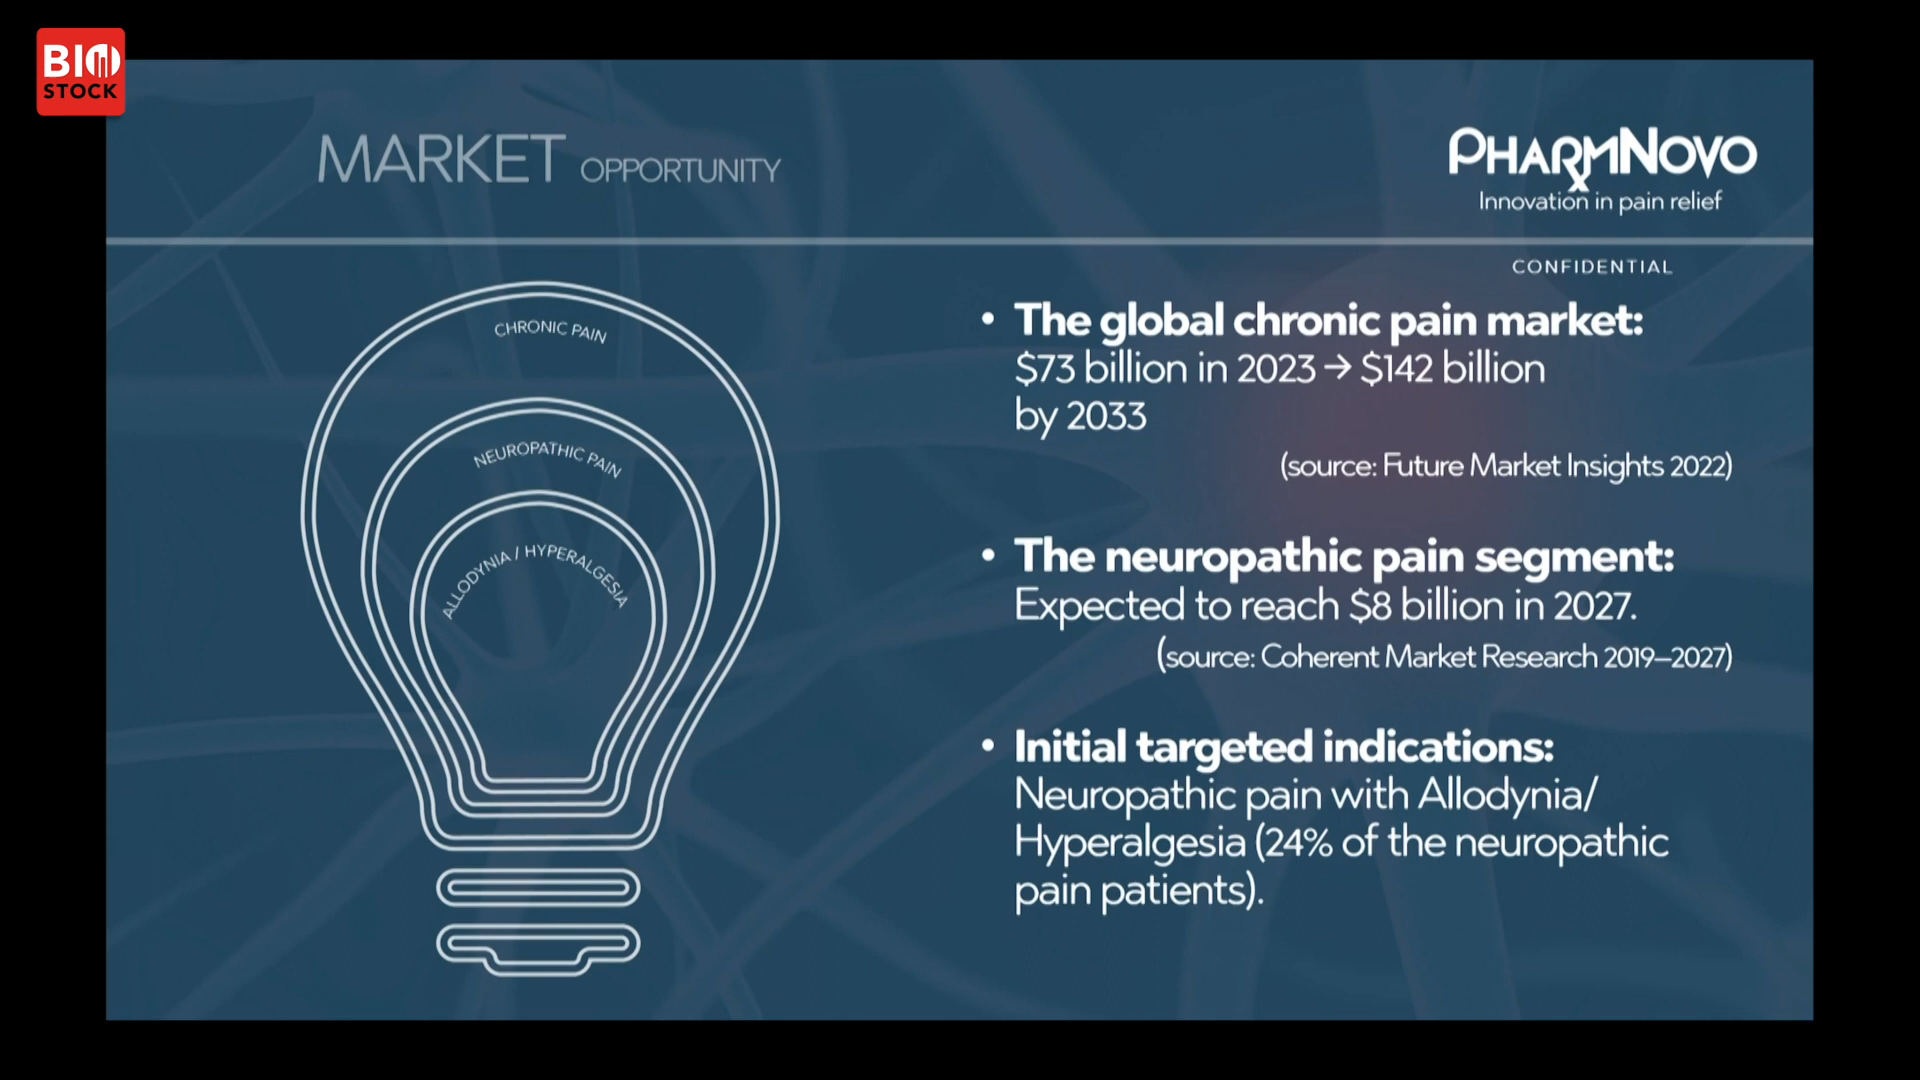 BIO
STOCK
MARKET OPPORTUNITY
PHARMNOVO
Innovation in pain relief
CONFIDENTIAL
CHRONIC PAIN
NEUROPATHIC PAIN
ALLODYNIA / HYPERALGESIA
• The global chronic pain market:
$73 billion in 2023 → $142 billion
by 2033
(source: Future Market Insights 2022)
• The neuropathic pain segment:
Expected to reach $8 billion in 2027.
(source: Coherent Market Research 2019–2027)
• Initial targeted indications:
Neuropathic pain with Allodynia/
Hyperalgesia (24% of the neuropathic
pain patients).